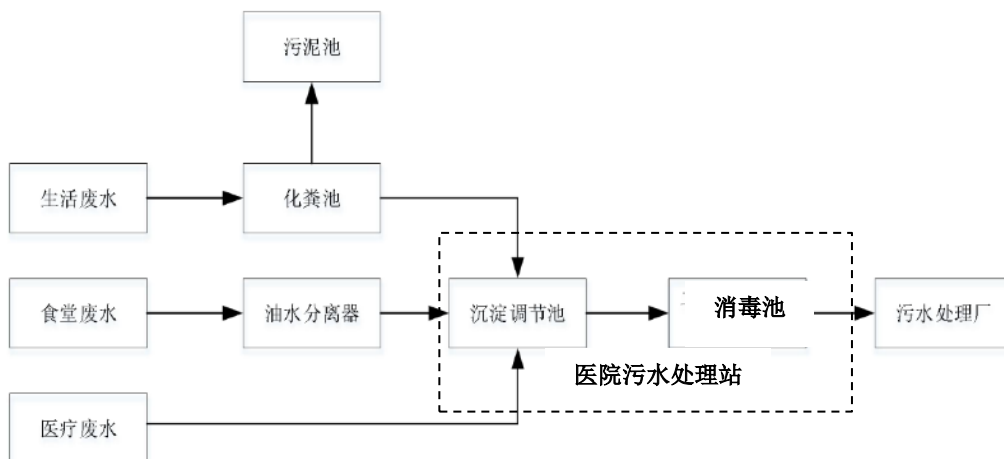 污泥池
生活废水
化粪池
食堂废水
油水分离器
沉淀调节池
消毒池
污水处理厂
医院污水处理站
医疗废水